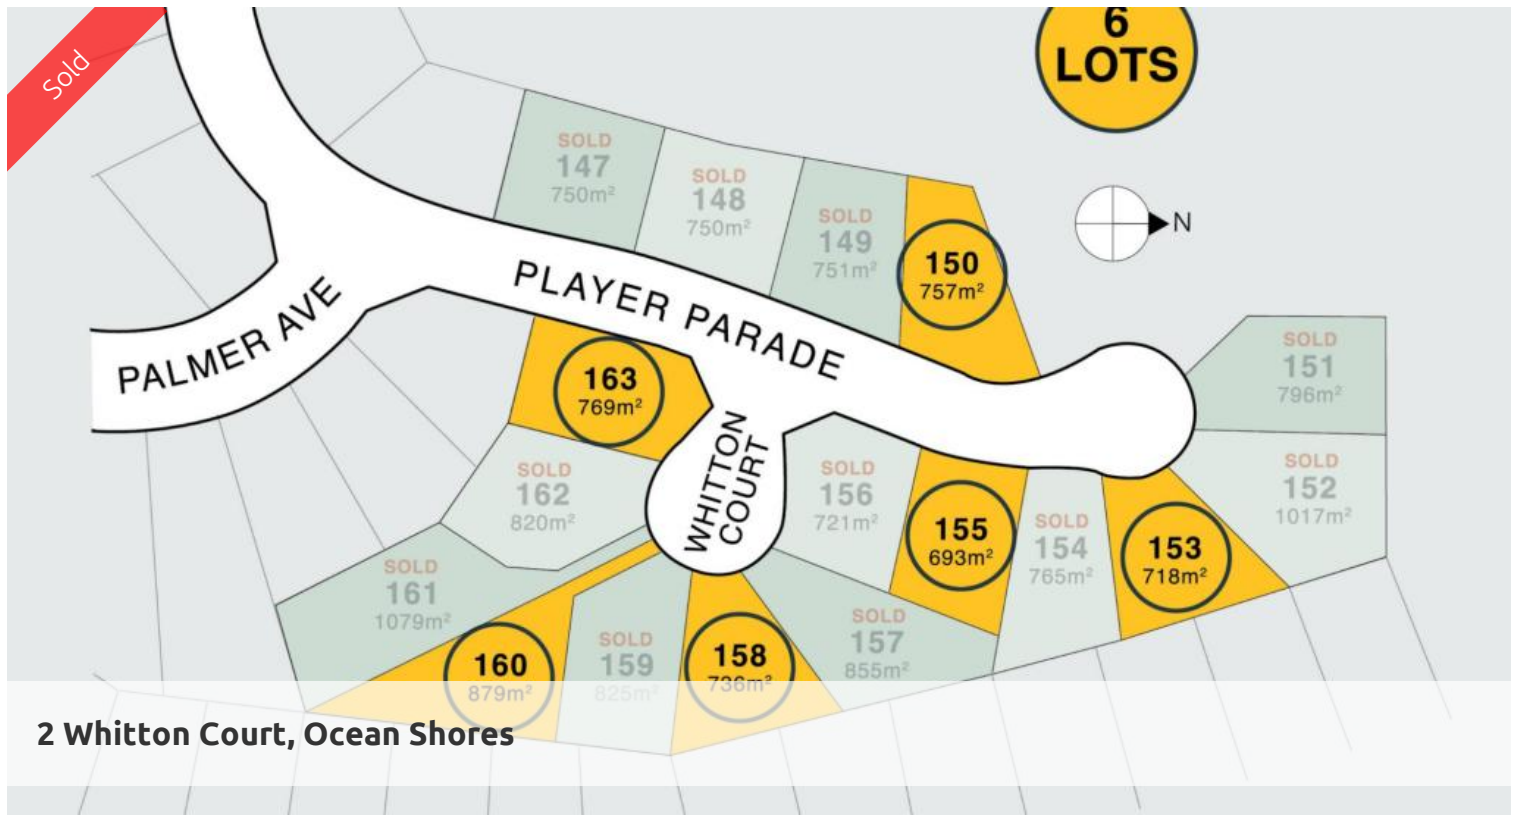 Sold
6
LOTS
N
SOLD
147
750m²
SOLD
148
750m²
SOLD
149
751m²
150
757m²
PLAYER PARADE
PALMER AVE
SOLD
151
796m²
163
769m²
WHITTON
COURT
SOLD
162
820m²
SOLD
156
721m²
155
693m²
SOLD
154
765m²
153
718m²
SOLD
152
1017m²
SOLD
161
1079m²
160
879m²
SOLD
159
825m²
158
736m²
SOLD
157
855m²
2 Whitton Court, Ocean Shores